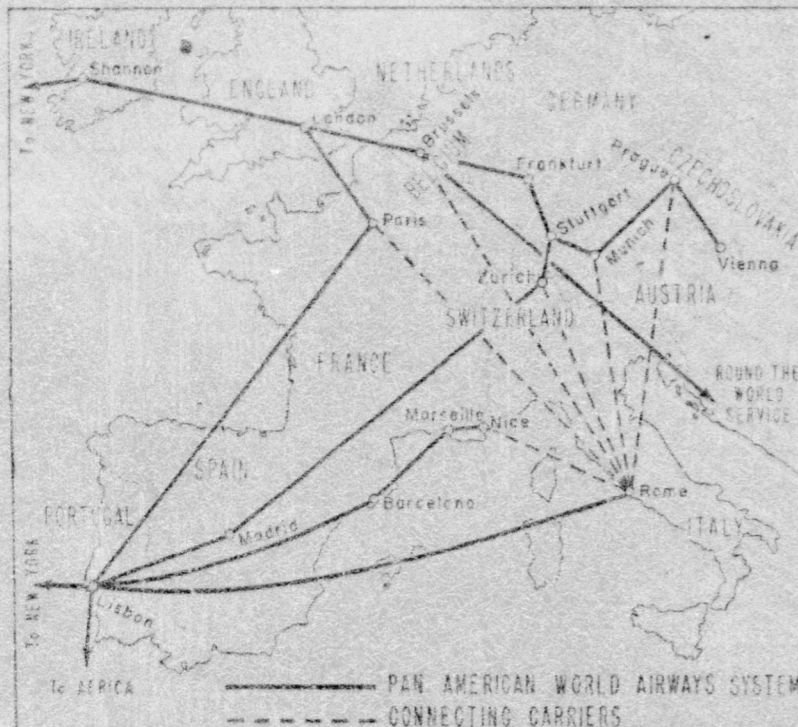 IRELAND
Shannon
To NEW YORK
ENGLAND
London
NETHERLANDS
Brussels
BELGIUM
GERMANY
Frankfurt
Prague
CZECHOSLOVAKIA
Paris
Stuttgart
Munich
Vienna
Zurich
AUSTRIA
SWITZERLAND
FRANCE
ROUND THE
WORLD
SERVICE
Marseille
Nice
SPAIN
Barcelona
Rome
PORTUGAL
Madrid
ITALY
To NEW YORK
Lisbon
To AFRICA
PAN AMERICAN WORLD AIRWAYS SYSTEM
CONNECTING CARRIERS